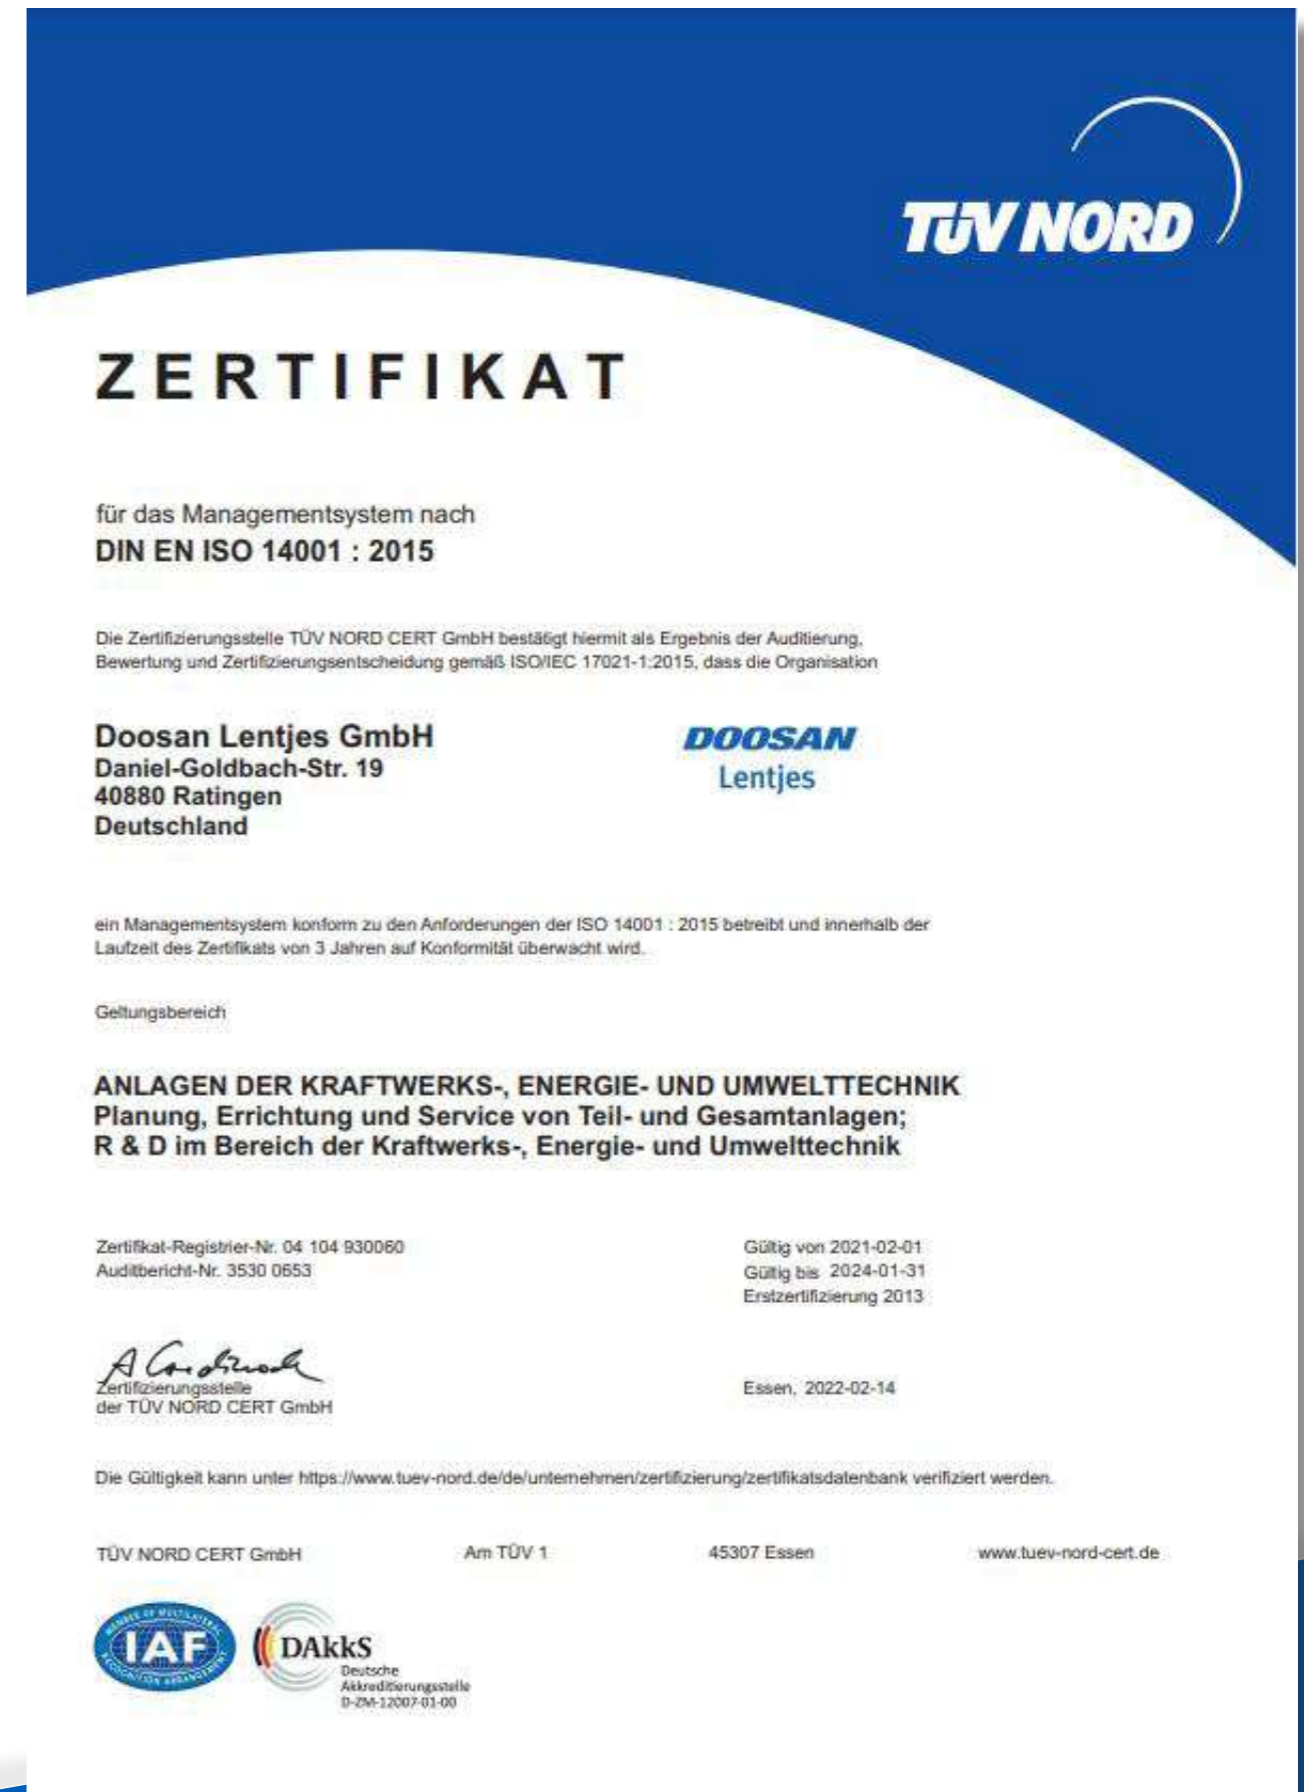 TÜV NORD
ZERTIFIKAT
für das Managementsystem nach
DIN EN ISO 14001 : 2015
Die Zertifizierungsstelle TÜV NORD CERT GmbH bestätigt hiermit als Ergebnis der Auditierung,
Bewertung und Zertifizierungsentscheidung gemäß ISO/IEC 17021-1:2015, dass die Organisation
Doosan Lentjes GmbH
Daniel-Goldbach-Str. 19
40880 Ratingen
Deutschland
DOOSAN
Lentjes
ein Managementsystem konform zu den Anforderungen der ISO 14001 : 2015 betreibt und innerhalb der
Laufzeit des Zertifikats von 3 Jahren auf Konformität überwacht wird.
Geltungsbereich
ANLAGEN DER KRAFTWERKS-, ENERGIE- UND UMWELTTECHNIK
Planung, Errichtung und Service von Teil- und Gesamtanlagen;
R & D im Bereich der Kraftwerks-, Energie- und Umwelttechnik
Zertifikat-Registrier-Nr. 04 104 930060
Auditbericht-Nr. 3530 0653
Gültig von 2021-02-01
Gültig bis 2024-01-31
Erstzertifizierung 2013
Zertifizierungsstelle
der TÜV NORD CERT GmbH
Essen, 2022-02-14
Die Gültigkeit kann unter https://www.tuev-nord.de/de/unternehmen/zertifizierung/zertifikatsdatenbank verifiziert werden.
TÜV NORD CERT GmbH Am TÜV 1 45307 Essen www.tuev-nord-cert.de
MEMBER OF MULTILATERAL
IAF
RECOGNITION ARRANGEMENT
DAkkS
Deutsche
Akkreditierungsstelle
D-ZM-12007-01-00